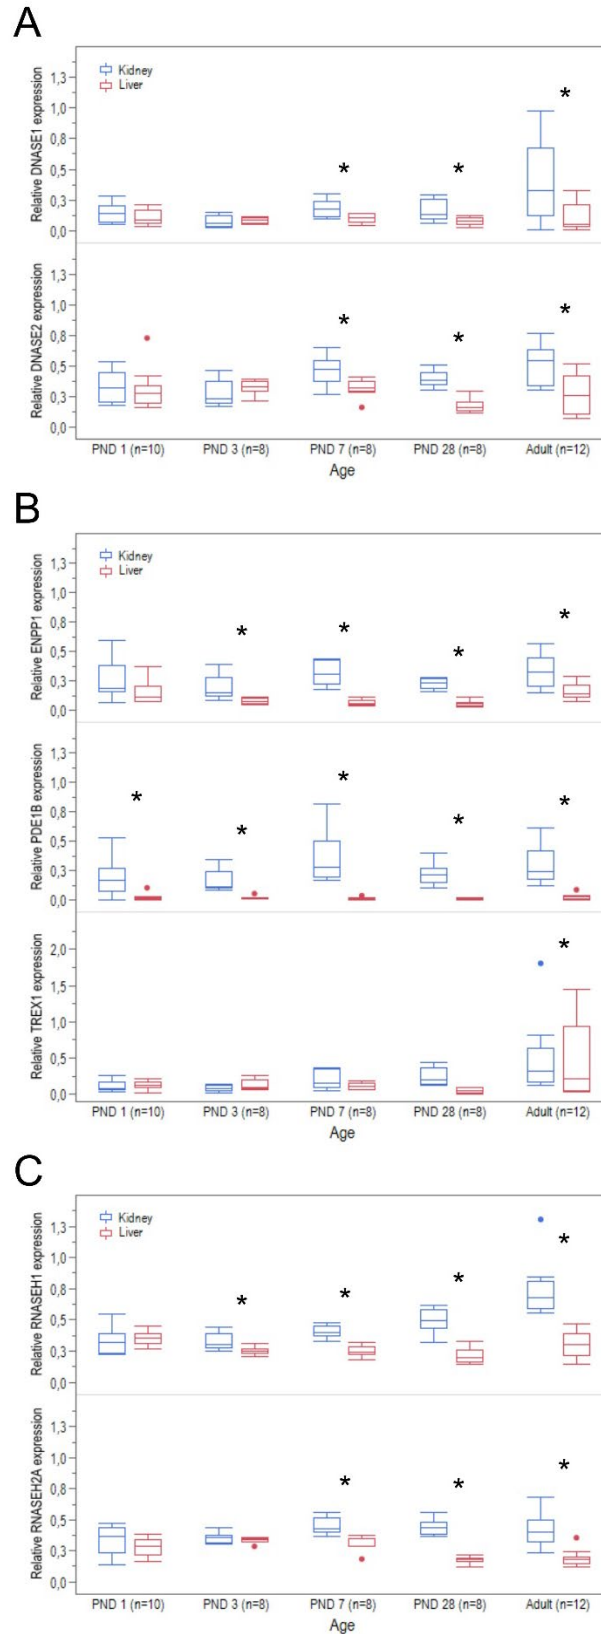 A
Kidney
Liver
Relative DNASE1 expression
1,3
1,0
0,8
0,5
0,3
0,0
*
*
*
Relative DNASE2 expression
1,3
1,0
0,8
0,5
0,3
0,0
*
*
*
PND 1 (n=10) PND 3 (n=8) PND 7 (n=8) PND 28 (n=8) Adult (n=12)
Age
B
Kidney
Liver
Relative ENPP1 expression
1,3
1,0
0,8
0,5
0,3
0,0
*
*
*
*
Relative PDE1B expression
1,3
1,0
0,8
0,5
0,3
0,0
*
*
*
*
*
Relative TREX1 expression
2,0
1,5
1,0
0,5
0,0
*
PND 1 (n=10) PND 3 (n=8) PND 7 (n=8) PND 28 (n=8) Adult (n=12)
Age
C
Kidney
Liver
Relative RNASEH1 expression
1,3
1,0
0,8
0,5
0,3
0,0
*
*
*
*
Relative RNASEH2A expression
1,3
1,0
0,8
0,5
0,3
0,0
*
*
*
PND 1 (n=10) PND 3 (n=8) PND 7 (n=8) PND 28 (n=8) Adult (n=12)
Age